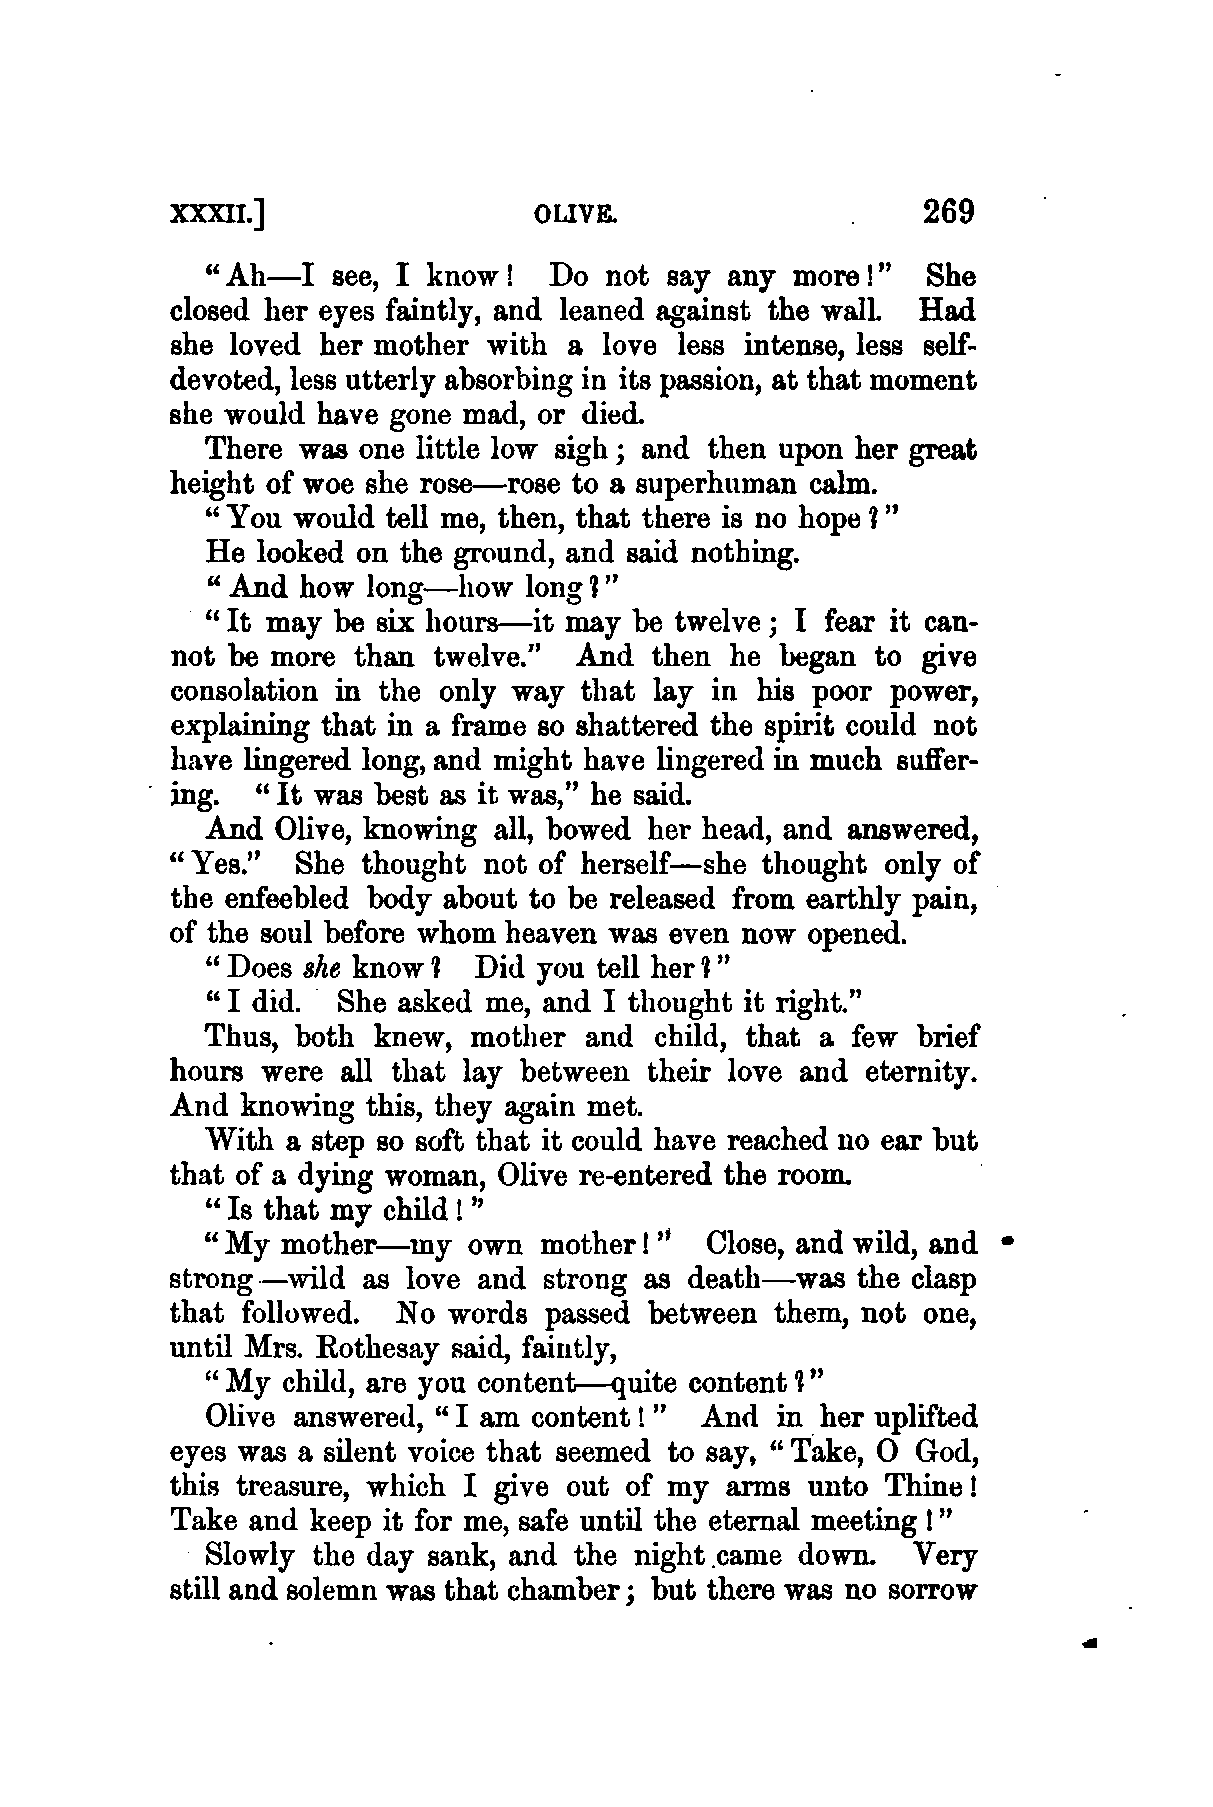 XXXII.] OLIVE. 269
“Ah—I see, I know! Do not say any more!” She
closed her eyes faintly, and leaned against the wall. Had
she loved her mother with a love less intense, less self-
devoted, less utterly absorbing in its passion, at that moment
she would have gone mad, or died.
There was one little low sigh; and then upon her great
height of woe she rose—rose to a superhuman calm.
“You would tell me, then, that there is no hope?”
He looked on the ground, and said nothing.
“And how long—how long?”
“It may be six hours—it may be twelve; I fear it can-
not be more than twelve.” And then he began to give
consolation in the only way that lay in his poor power,
explaining that in a frame so shattered the spirit could not
have lingered long, and might have lingered in much suffer-
ing. “It was best as it was,” he said.
And Olive, knowing all, bowed her head, and answered,
“Yes.” She thought not of herself—she thought only of
the enfeebled body about to be released from earthly pain,
of the soul before whom heaven was even now opened.
“Does she know? Did you tell her?”
“I did. She asked me, and I thought it right.”
Thus, both knew, mother and child, that a few brief
hours were all that lay between their love and eternity.
And knowing this, they again met.
With a step so soft that it could have reached no ear but
that of a dying woman, Olive re-entered the room.
“Is that my child!”
“My mother—my own mother!” Close, and wild, and
strong—wild as love and strong as death—was the clasp
that followed. No words passed between them, not one,
until Mrs. Rothesay said, faintly,
“My child, are you content—quite content?”
Olive answered, “I am content!” And in her uplifted
eyes was a silent voice that seemed to say, “Take, O God,
this treasure, which I give out of my arms unto Thine!
Take and keep it for me, safe until the eternal meeting!”
Slowly the day sank, and the night came down. Very
still and solemn was that chamber; but there was no sorrow